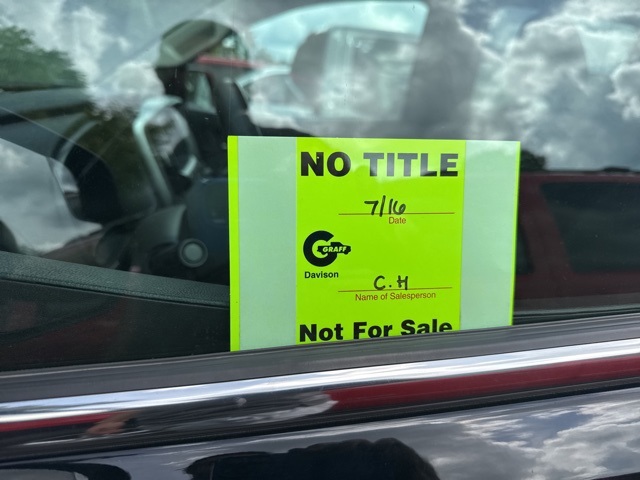 NO TITLE
7/16
Date
GRAFF
Davison
C.H
Name of Salesperson
Not For Sale